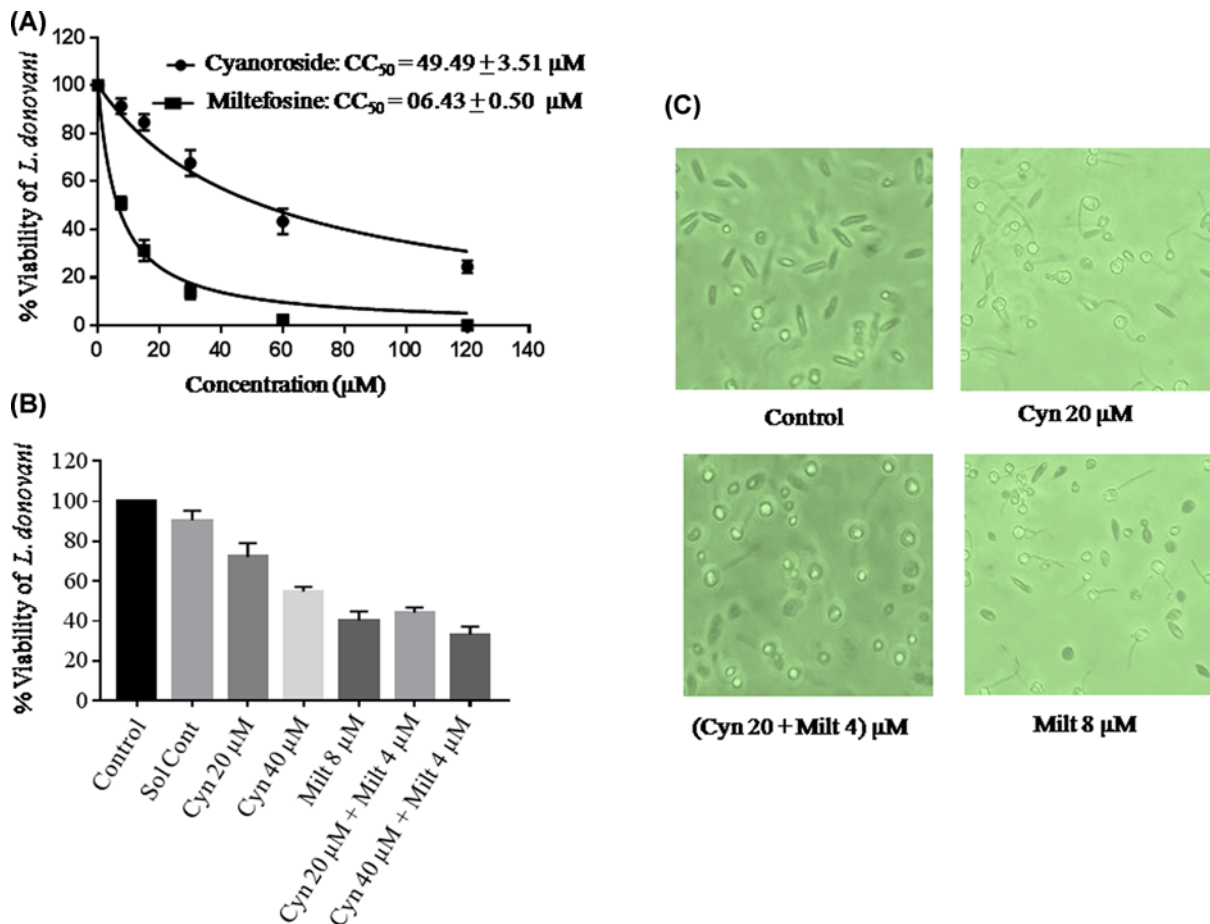 (A)
% Viability of L. donovani
120
100
80
60
40
20
0
Cyanoroside: CC50 = 49.49 ± 3.51 μM
Miltefosine: CC50 = 06.43 ± 0.50 μM
0 20 40 60 80 100 120 140
Concentration (μM)
(B)
% Viability of L. donovani
120
100
80
60
40
20
0
Control
Sol Cont
Cyn 20 μM
Cyn 40 μM
Milt 8 μM
Cyn 20 μM + Milt 4 μM
Cyn 40 μM + Milt 4 μM
(C)
Control
Cyn 20 μM
(Cyn 20 + Milt 4) μM
Milt 8 μM